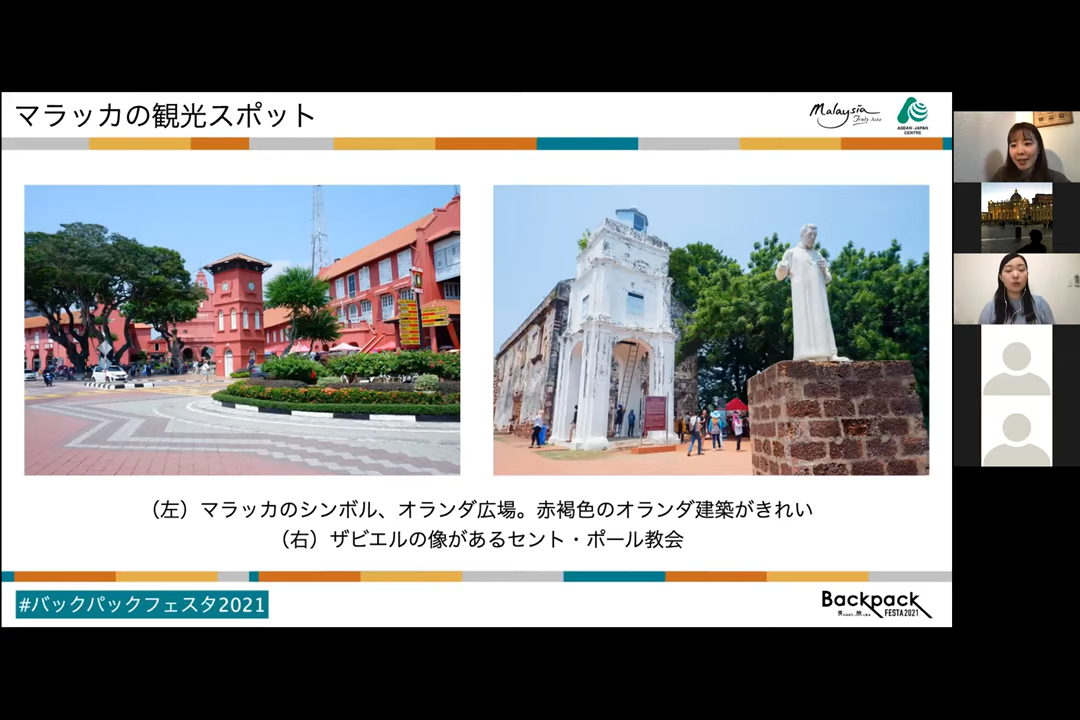 マラッカの観光スポット
Malaysia
Truly Asia
ASEAN-JAPAN
CENTRE
（左）マラッカのシンボル、オランダ広場。赤褐色のオランダ建築がきれい
（右）ザビエルの像があるセント・ポール教会
#バックパックフェスタ2021
Backpack
FESTA2021